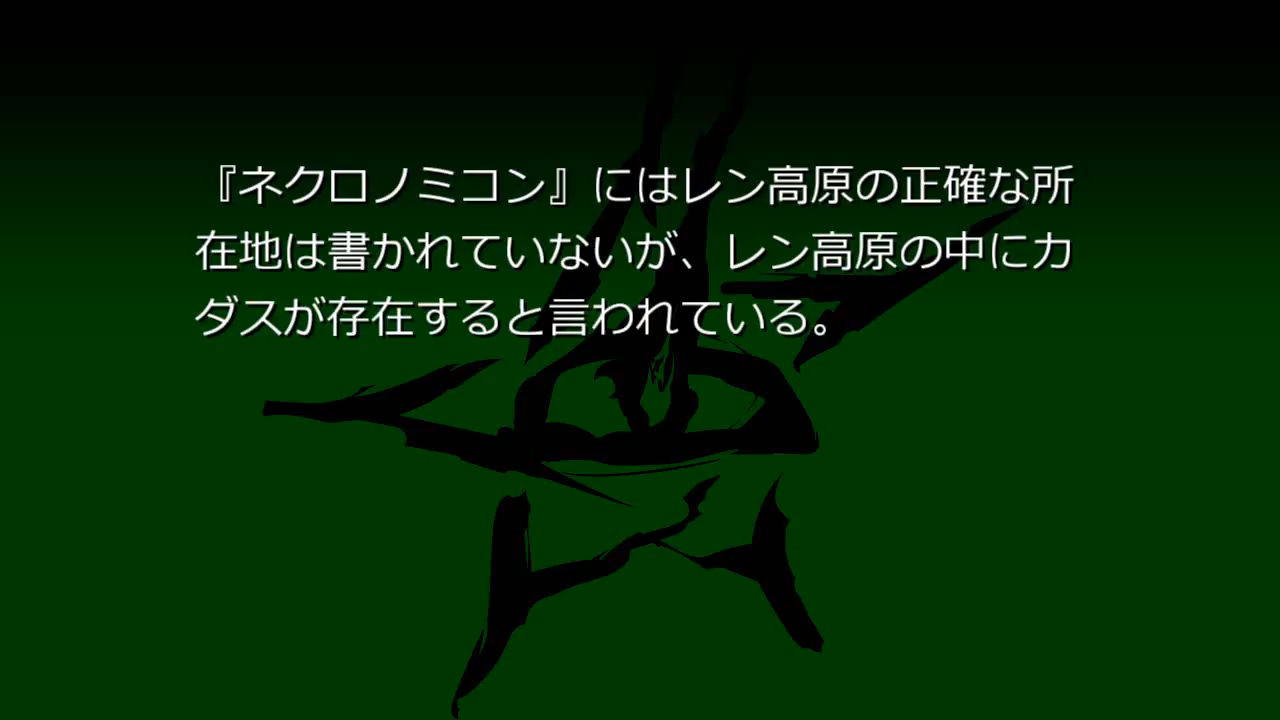 『ネクロノミコン』にはレン高原の正確な所
在地は書かれていないが、レン高原の中にカ
ダスが存在すると言われている。